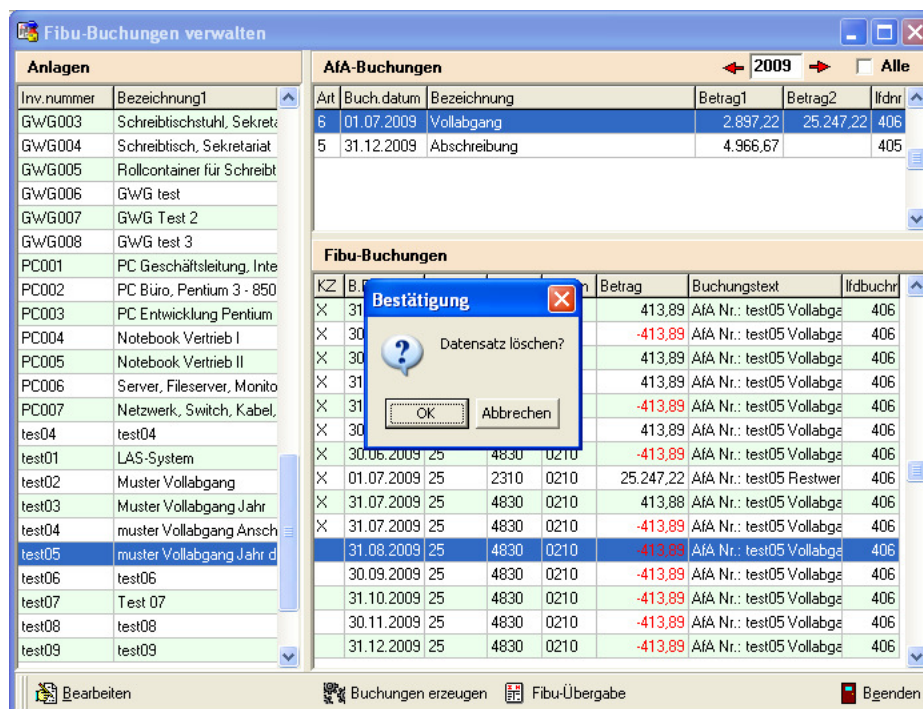 Fibu-Buchungen verwalten
Anlagen
Inv.nummer Bezeichnung1
GWG003 Schreibtischstuhl, Sekreta
GWG004 Schreibtisch, Sekretariat
GWG005 Rollcontainer für Schreibt
GWG006 GWG test
GWG007 GWG Test 2
GWG008 GWG test 3
PC001 PC Geschäftsleitung, Inte
PC002 PC Büro, Pentium 3 - 850
PC003 PC Entwicklung Pentium
PC004 Notebook Vertrieb I
PC005 Notebook Vertrieb II
PC006 Server, Fileserver, Monito
PC007 Netzwerk, Switch, Kabel,
tes04 test04
test01 LAS-System
test02 Muster Vollabgang
test03 Muster Vollabgang Jahr
test04 muster Vollabgang Ansch
test05 muster Vollabgang Jahr d
test06 test06
test07 Test 07
test08 test08
test09 test09
AfA-Buchungen 2009 Alle
Art Buch.datum Bezeichnung Betrag1 Betrag2 lfdnr
6 01.07.2009 Vollabgang 2.897,22 25.247,22 406
5 31.12.2009 Abschreibung 4.966,67 405
Fibu-Buchungen
KZ B. Betrag Buchungstext lfdbuchr
X 31 413,89 AfA Nr.: test05 Vollabga 406
X 30 -413,89 AfA Nr.: test05 Vollabga 406
X 30 413,89 AfA Nr.: test05 Vollabga 406
X 31 413,89 AfA Nr.: test05 Vollabga 406
X 31 -413,89 AfA Nr.: test05 Vollabga 406
X 30 413,89 AfA Nr.: test05 Vollabga 406
X 30.06.2009 25 4830 0210 -413,89 AfA Nr.: test05 Vollabga 406
X 01.07.2009 25 2310 0210 25.247,22 AfA Nr.: test05 Restwer 406
X 31.07.2009 25 4830 0210 413,88 AfA Nr.: test05 Vollabga 406
X 31.07.2009 25 4830 0210 -413,89 AfA Nr.: test05 Vollabga 406
31.08.2009 25 4830 0210 -413,89 AfA Nr.: test05 Vollabga 406
30.09.2009 25 4830 0210 -413,89 AfA Nr.: test05 Vollabga 406
31.10.2009 25 4830 0210 -413,89 AfA Nr.: test05 Vollabga 406
30.11.2009 25 4830 0210 -413,89 AfA Nr.: test05 Vollabga 406
31.12.2009 25 4830 0210 -413,89 AfA Nr.: test05 Vollabga 406
Bestätigung
Datensatz löschen?
OK Abbrechen
Bearbeiten Buchungen erzeugen Fibu-Übergabe Beenden